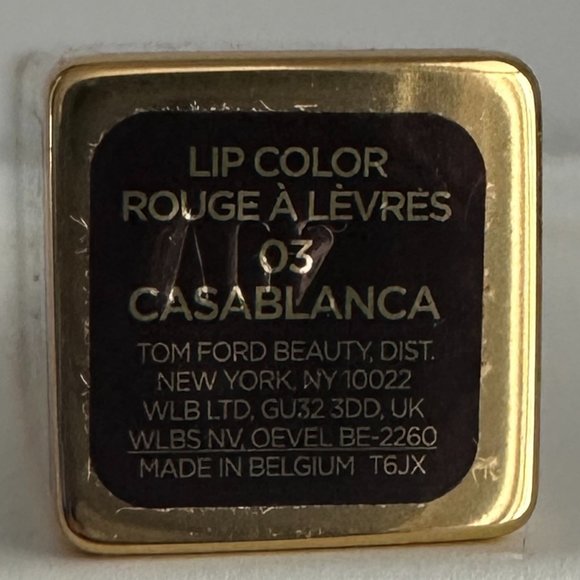 LIP COLOR
ROUGE À LÈVRES
03
CASABLANCA
TOM FORD BEAUTY, DIST.
NEW YORK, NY 10022
WLB LTD, GU32 3DD, UK
WLBS NV, OEVEL BE-2260
MADE IN BELGIUM T6JX